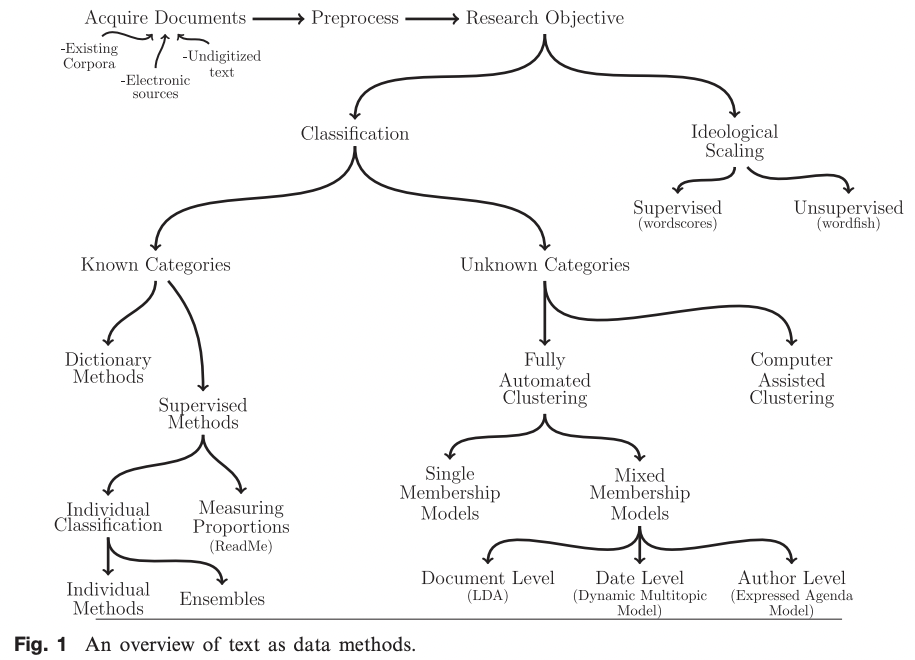 Acquire Documents
Preprocess
Research Objective
-Existing
Corpora
-Electronic
sources
-Undigitized
text
Classification
Ideological
Scaling
Supervised
(wordscores)
Unsupervised
(wordfish)
Known Categories
Unknown Categories
Dictionary
Methods
Supervised
Methods
Fully
Automated
Clustering
Computer
Assisted
Clustering
Individual
Classification
Measuring
Proportions
(ReadMe)
Single
Membership
Models
Mixed
Membership
Models
Individual
Methods
Ensembles
Document Level
(LDA)
Date Level
(Dynamic Multitopic
Model)
Author Level
(Expressed Agenda
Model)
Fig. 1 An overview of text as data methods.